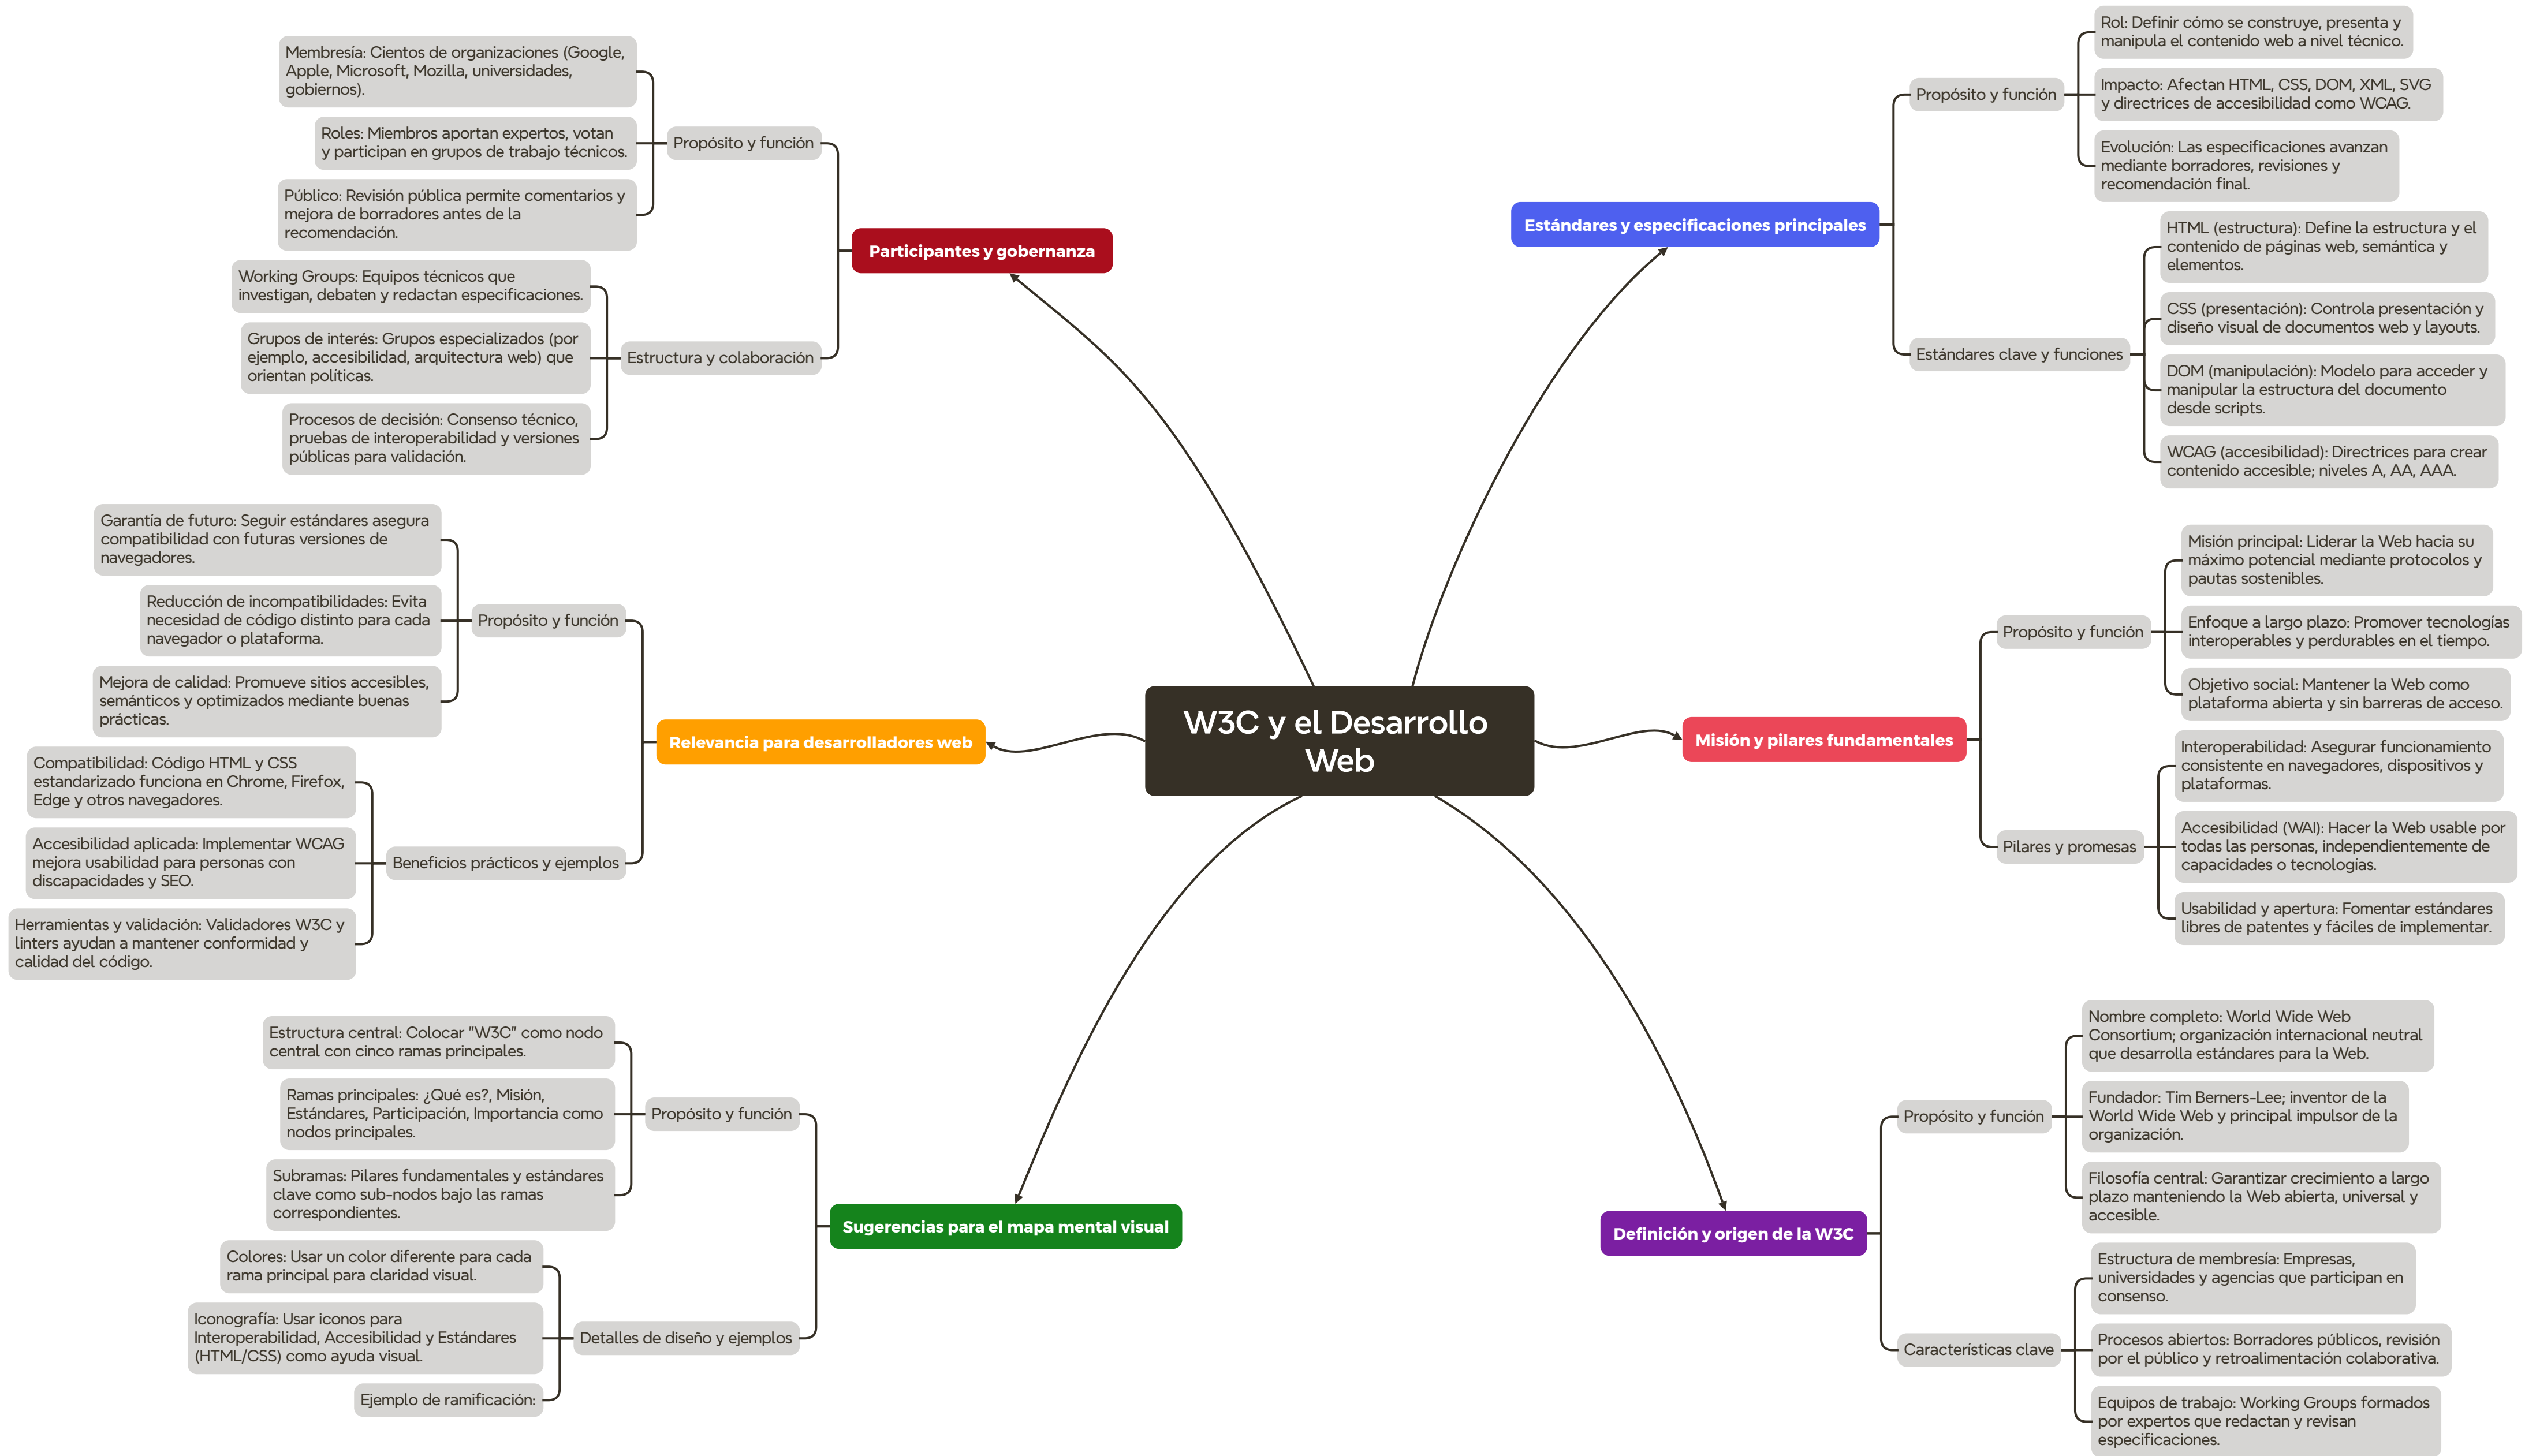 W3C y el Desarrollo
Web
Estándares y especificaciones principales
Propósito y función
Rol: Definir cómo se construye, presenta y
manipula el contenido web a nivel técnico.
Impacto: Afectan HTML, CSS, DOM, XML, SVG
y directrices de accesibilidad como WCAG.
Evolución: Las especificaciones avanzan
mediante borradores, revisiones y
recomendación final.
Estándares clave y funciones
HTML (estructura): Define la estructura y el
contenido de páginas web, semántica y
elementos.
CSS (presentación): Controla presentación y
diseño visual de documentos web y layouts.
DOM (manipulación): Modelo para acceder y
manipular la estructura del documento
desde scripts.
WCAG (accesibilidad): Directrices para crear
contenido accesible; niveles A, AA, AAA.
Misión y pilares fundamentales
Propósito y función
Misión principal: Liderar la Web hacia su
máximo potencial mediante protocolos y
pautas sostenibles.
Enfoque a largo plazo: Promover tecnologías
interoperables y perdurables en el tiempo.
Objetivo social: Mantener la Web como
plataforma abierta y sin barreras de acceso.
Pilares y promesas
Interoperabilidad: Asegurar funcionamiento
consistente en navegadores, dispositivos y
plataformas.
Accesibilidad (WAI): Hacer la Web usable por
todas las personas, independientemente de
capacidades o tecnologías.
Usabilidad y apertura: Fomentar estándares
libres de patentes y fáciles de implementar.
Definición y origen de la W3C
Propósito y función
Nombre completo: World Wide Web
Consortium; organización internacional neutral
que desarrolla estándares para la Web.
Fundador: Tim Berners-Lee; inventor de la
World Wide Web y principal impulsor de la
organización.
Filosofía central: Garantizar crecimiento a largo
plazo manteniendo la Web abierta, universal y
accesible.
Características clave
Estructura de membresía: Empresas,
universidades y agencias que participan en
consenso.
Procesos abiertos: Borradores públicos, revisión
por el público y retroalimentación colaborativa.
Equipos de trabajo: Working Groups formados
por expertos que redactan y revisan
especificaciones.
Participantes y gobernanza
Propósito y función
Membresía: Cientos de organizaciones (Google,
Apple, Microsoft, Mozilla, universidades,
gobiernos).
Roles: Miembros aportan expertos, votan
y participan en grupos de trabajo técnicos.
Público: Revisión pública permite comentarios y
mejora de borradores antes de la
recomendación.
Estructura y colaboración
Working Groups: Equipos técnicos que
investigan, debaten y redactan especificaciones.
Grupos de interés: Grupos especializados (por
ejemplo, accesibilidad, arquitectura web) que
orientan políticas.
Procesos de decisión: Consenso técnico,
pruebas de interoperabilidad y versiones
públicas para validación.
Relevancia para desarrolladores web
Propósito y función
Garantía de futuro: Seguir estándares asegura
compatibilidad con futuras versiones de
navegadores.
Reducción de incompatibilidades: Evita
necesidad de código distinto para cada
navegador o plataforma.
Mejora de calidad: Promueve sitios accesibles,
semánticos y optimizados mediante buenas
prácticas.
Beneficios prácticos y ejemplos
Compatibilidad: Código HTML y CSS
estandarizado funciona en Chrome, Firefox,
Edge y otros navegadores.
Accesibilidad aplicada: Implementar WCAG
mejora usabilidad para personas con
discapacidades y SEO.
Herramientas y validación: Validadores W3C y
linters ayudan a mantener conformidad y
calidad del código.
Sugerencias para el mapa mental visual
Propósito y función
Estructura central: Colocar "W3C" como nodo
central con cinco ramas principales.
Ramas principales: ¿Qué es?, Misión,
Estándares, Participación, Importancia como
nodos principales.
Subramas: Pilares fundamentales y estándares
clave como sub-nodos bajo las ramas
correspondientes.
Detalles de diseño y ejemplos
Colores: Usar un color diferente para cada
rama principal para claridad visual.
Iconografía: Usar iconos para
Interoperabilidad, Accesibilidad y Estándares
(HTML/CSS) como ayuda visual.
Ejemplo de ramificación: